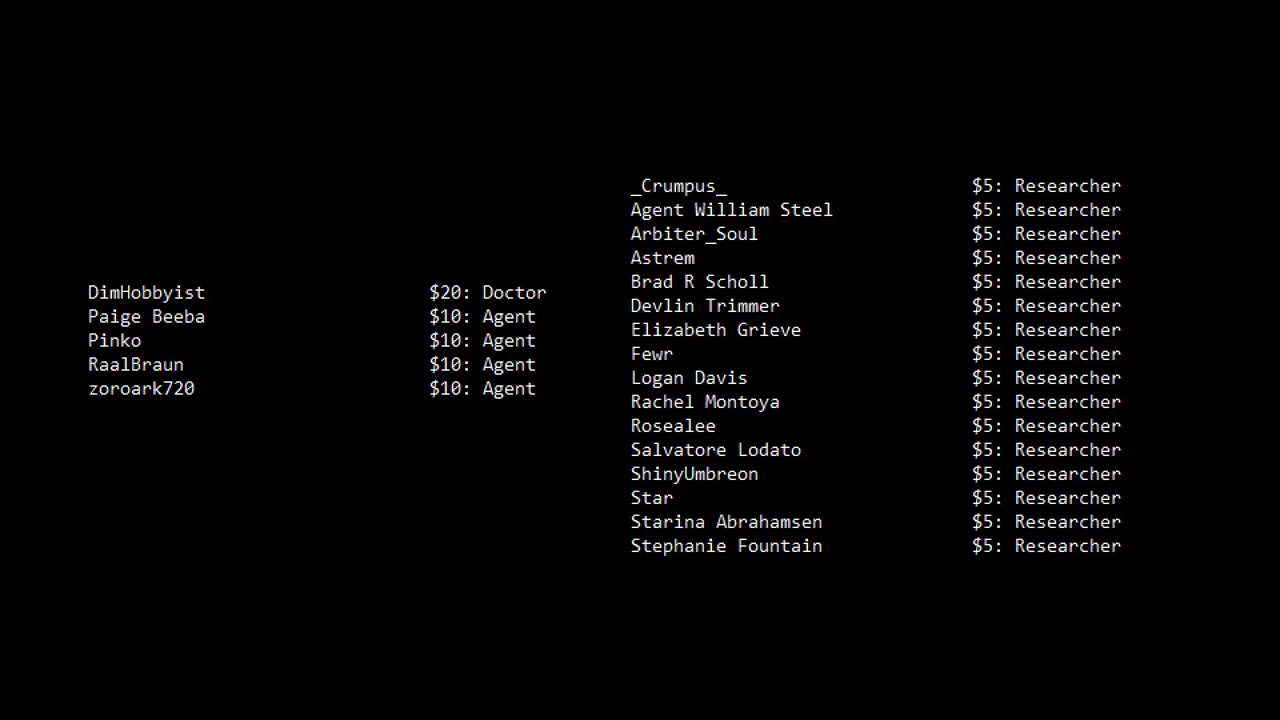 DimHobbyist $20: Doctor
Paige Beeba $10: Agent
Pinko $10: Agent
RaalBraun $10: Agent
zoroark720 $10: Agent
_Crumpus_ $5: Researcher
Agent William Steel $5: Researcher
Arbiter_Soul $5: Researcher
Astrem $5: Researcher
Brad R Scholl $5: Researcher
Devlin Trimmer $5: Researcher
Elizabeth Grieve $5: Researcher
Fewr $5: Researcher
Logan Davis $5: Researcher
Rachel Montoya $5: Researcher
Rosealee $5: Researcher
Salvatore Lodato $5: Researcher
ShinyUmbreon $5: Researcher
Star $5: Researcher
Starina Abrahamsen $5: Researcher
Stephanie Fountain $5: Researcher